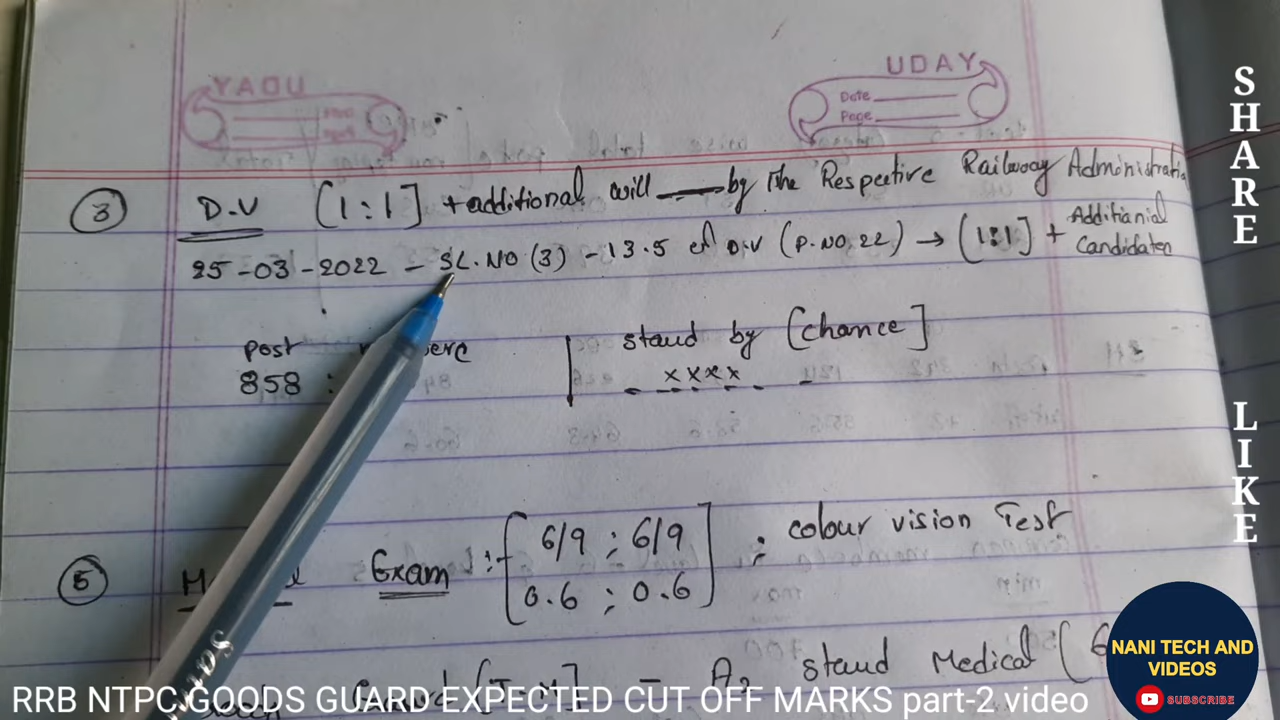 YADU
UDAY
Date
Page
3 D.V [1:1] + additional will by The Respective Railway
25-03-2022 - SL.NO (3) - 13.5 of D.V (P.NO.22) → [1:1] + Additianial
Candidates
post
stand by [chance]
858 :
xxxx
5
Exam :- [6/9 ; 6/9
0.6 ; 0.6] ; colour vision Test
stand Medical (
SHARE
LIKE
NANI TECH AND
VIDEOS
SUBSCRIBE
RRB NTPC GOODS GUARD EXPECTED CUT OFF MARKS part-2 video